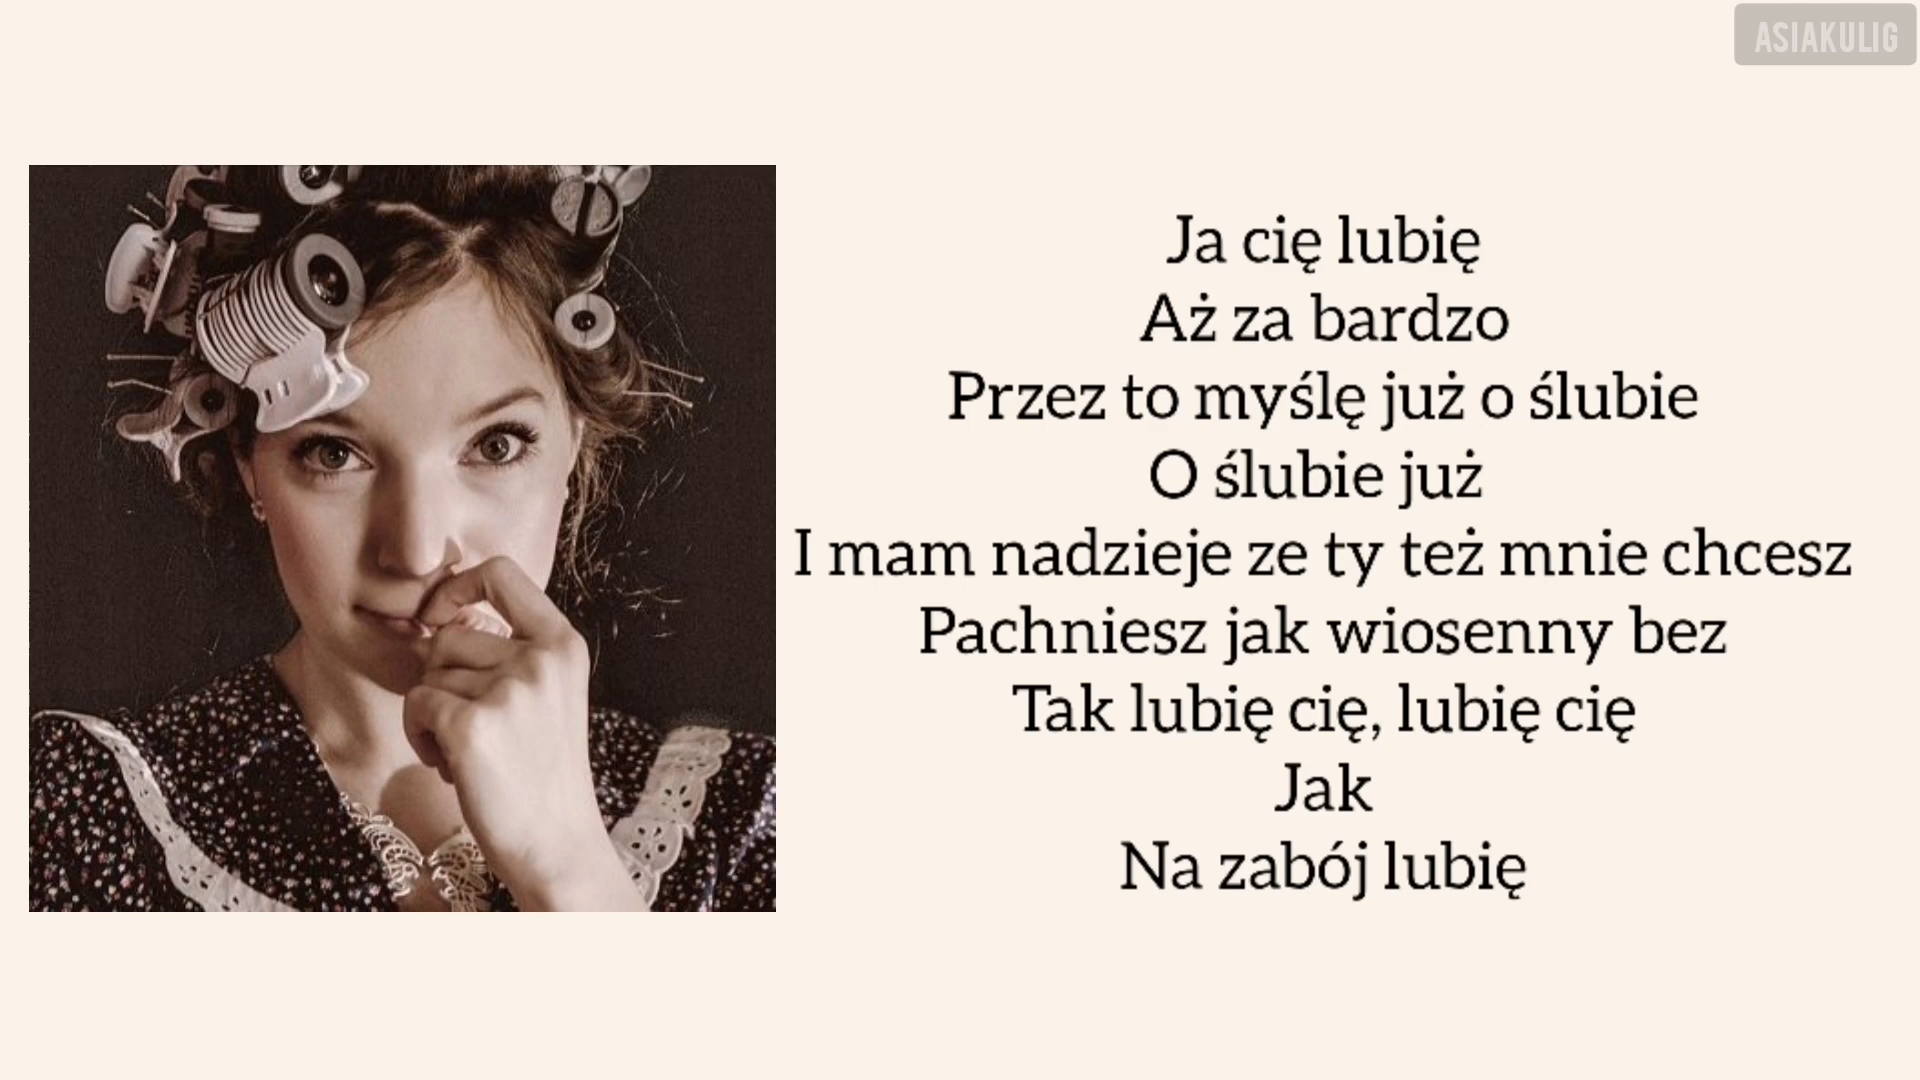 ASIAKULIG
Ja cię lubię
Aż za bardzo
Przez to myślę już o ślubie
O ślubie już
I mam nadzieje ze ty też mnie chcesz
Pachniesz jak wiosenny bez
Tak lubię cię, lubię cię
Jak
Na zabój lubię